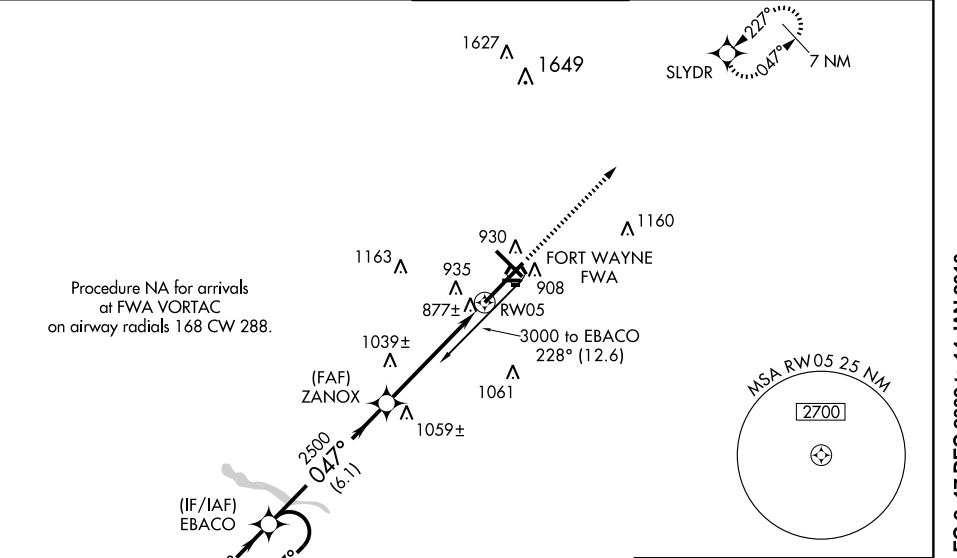 1627
1649
SLYDR
227°
047°
7 NM
1160
930
1163
935
FORT WAYNE
FWA
908
877±
RW05
Procedure NA for arrivals
at FWA VORTAC
on airway radials 168 CW 288.
3000 to EBACO
228° (12.6)
1039±
1061
(FAF)
ZANOX
1059±
2500
047°
(6.1)
(IF/IAF)
EBACO
MSA RW05 25 NM
2700